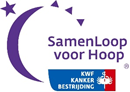 SamenLoop
voor Hoop
KWF
KANKER
BESTRIJDING